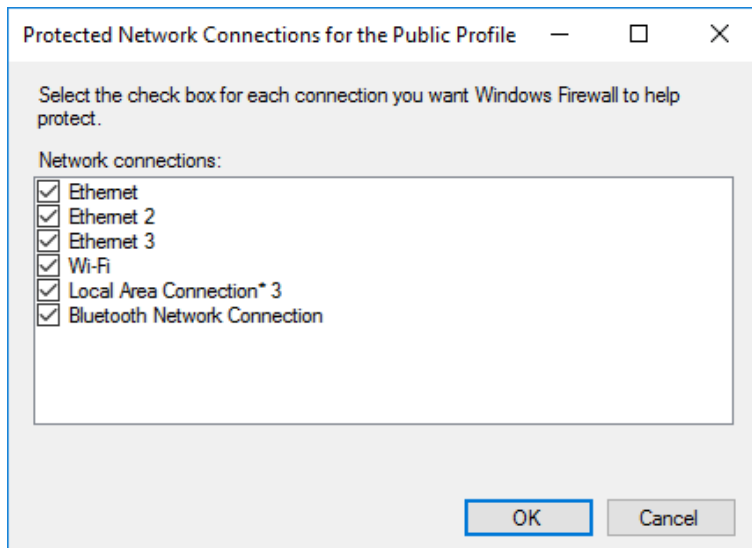 Protected Network Connections for the Public Profile
Select the check box for each connection you want Windows Firewall to help
protect.
Network connections:
Ethernet
Ethernet 2
Ethernet 3
Wi-Fi
Local Area Connection* 3
Bluetooth Network Connection
OK Cancel